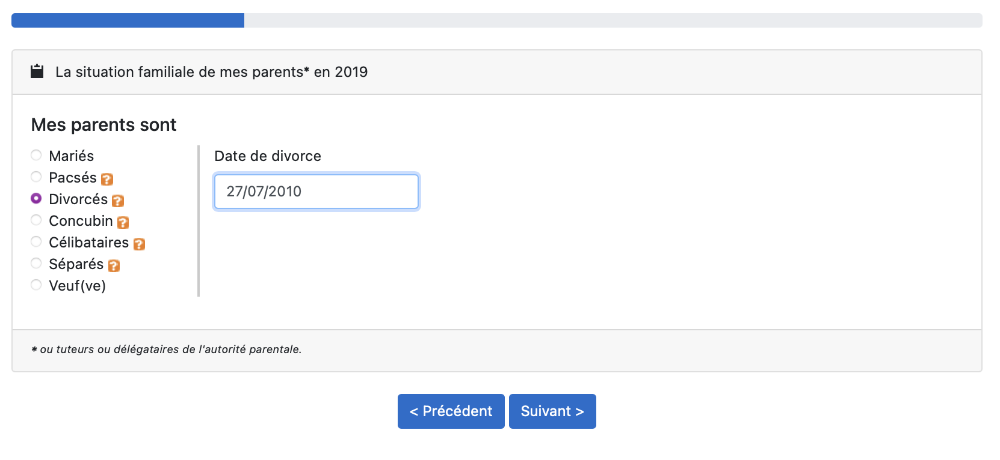 La situation familiale de mes parents* en 2019
Mes parents sont
Mariés
Pacsés ?
Divorcés ?
Concubin ?
Célibataires ?
Séparés ?
Veuf(ve)
Date de divorce
27/07/2010
* ou tuteurs ou délégataires de l'autorité parentale.
< Précédent
Suivant >